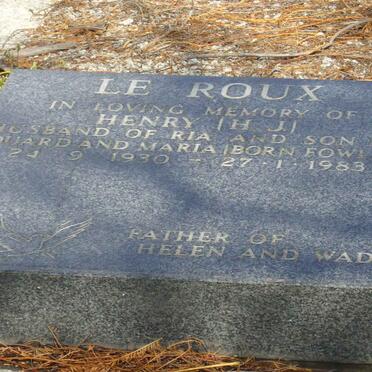 LE ROUX
IN LOVING MEMORY OF
HENRY (H.J)
HUSBAND OF RIA AND SON
AND MARIA (BORN
24·9·1930 – 27·1·1983
FATHER OF
HELEN AND